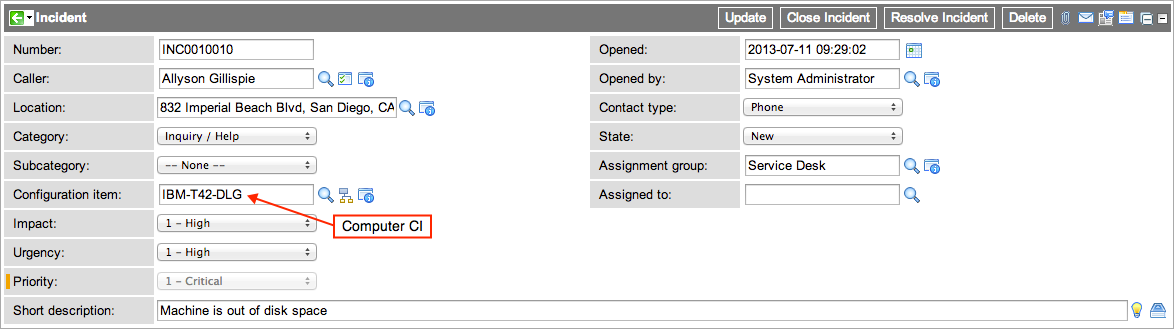 Incident Update Close Incident Resolve Incident Delete
Number: INC0010010 Opened: 2013-07-11 09:29:02
Caller: Allyson Gillispie Opened by: System Administrator
Location: 832 Imperial Beach Blvd, San Diego, CA Contact type: Phone
Category: Inquiry / Help State: New
Subcategory: -- None -- Assignment group: Service Desk
Configuration item: IBM-T42-DLG Assigned to:
Impact: 1 - High Computer CI
Urgency: 1 - High
Priority: 1 - Critical
Short description: Machine is out of disk space